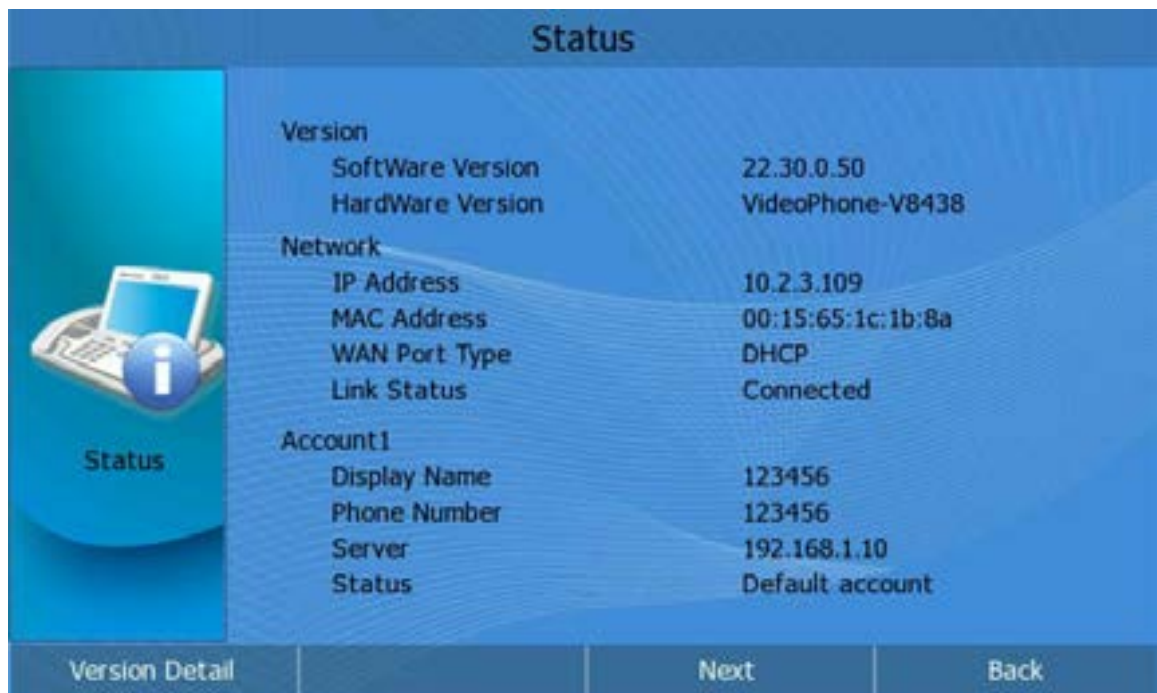 Status
Version
SoftWare Version 22.30.0.50
HardWare Version VideoPhone-V8438
Network
IP Address 10.2.3.109
MAC Address 00:15:65:1c:1b:8a
WAN Port Type DHCP
Link Status Connected
Account1
Display Name 123456
Phone Number 123456
Server 192.168.1.10
Status Default account
Status
Version Detail Next Back